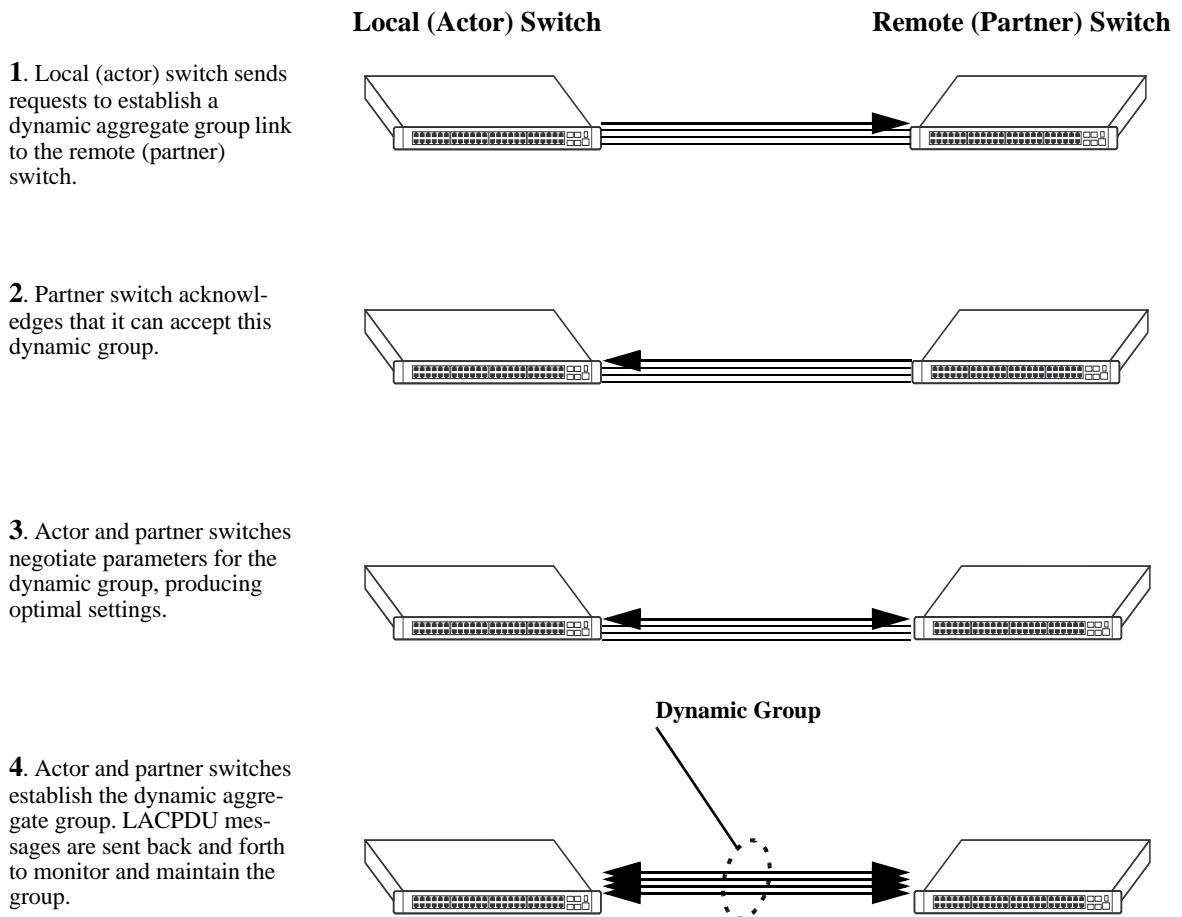 Local (Actor) Switch
Remote (Partner) Switch
1. Local (actor) switch sends
requests to establish a
dynamic aggregate group link
to the remote (partner)
switch.
2. Partner switch acknowl-
edges that it can accept this
dynamic group.
3. Actor and partner switches
negotiate parameters for the
dynamic group, producing
optimal settings.
Dynamic Group
4. Actor and partner switches
establish the dynamic aggre-
gate group. LACPDU mes-
sages are sent back and forth
to monitor and maintain the
group.